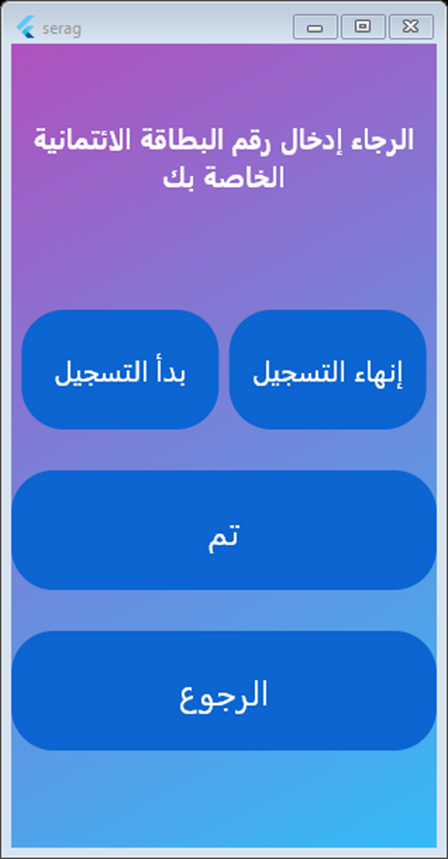 serag
الرجاء إدخال رقم البطاقة الائتمانية
الخاصة بك
إنهاء التسجيل
بدأ التسجيل
تم
الرجوع